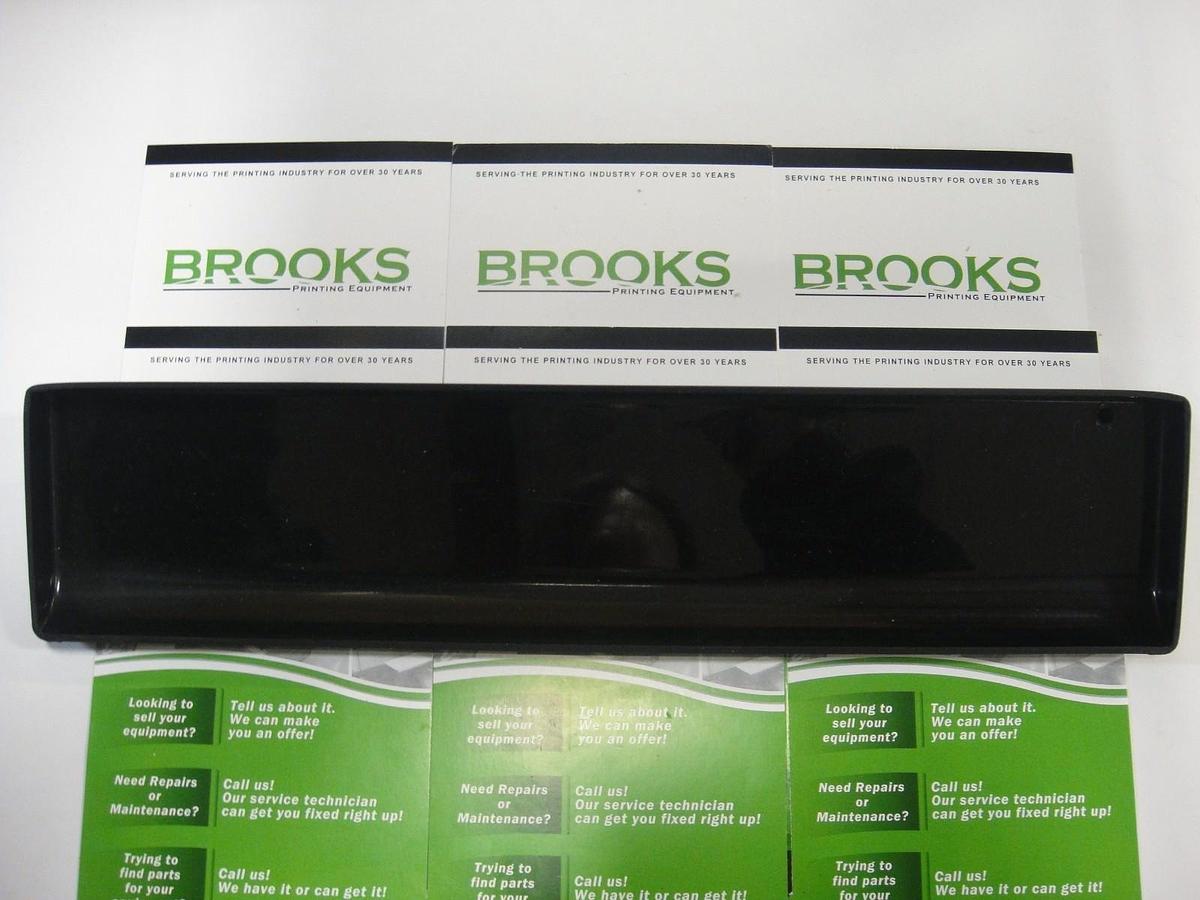 SERVING THE PRINTING INDUSTRY FOR OVER 30 YEARS
BROOKS
PRINTING EQUIPMENT
SERVING THE PRINTING INDUSTRY FOR OVER 30 YEARS
SERVING THE PRINTING INDUSTRY FOR OVER 30 YEARS
BROOKS
PRINTING EQUIPMENT
SERVING THE PRINTING INDUSTRY FOR OVER 30 YEARS
SERVING THE PRINTING INDUSTRY FOR OVER 30 YEARS
BROOKS
PRINTING EQUIPMENT
SERVING THE PRINTING INDUSTRY FOR OVER 30 YEARS
Looking to
sell your
equipment?
Tell us about it.
We can make
you an offer!
Need Repairs
or
Maintenance?
Call us!
Our service technician
can get you fixed right up!
Trying to
find parts
for your
Call us!
We have it or can get it!
Looking to
sell your
equipment?
Tell us about it.
We can make
you an offer!
Need Repairs
or
Maintenance?
Call us!
Our service technician
can get you fixed right up!
Trying to
find parts
for your
Call us!
We have it or can get it!
Looking to
sell your
equipment?
Tell us about it.
We can make
you an offer!
Need Repairs
or
Maintenance?
Call us!
Our service technician
can get you fixed right up!
Trying to
find parts
for your
Call us!
We have it or can get it!